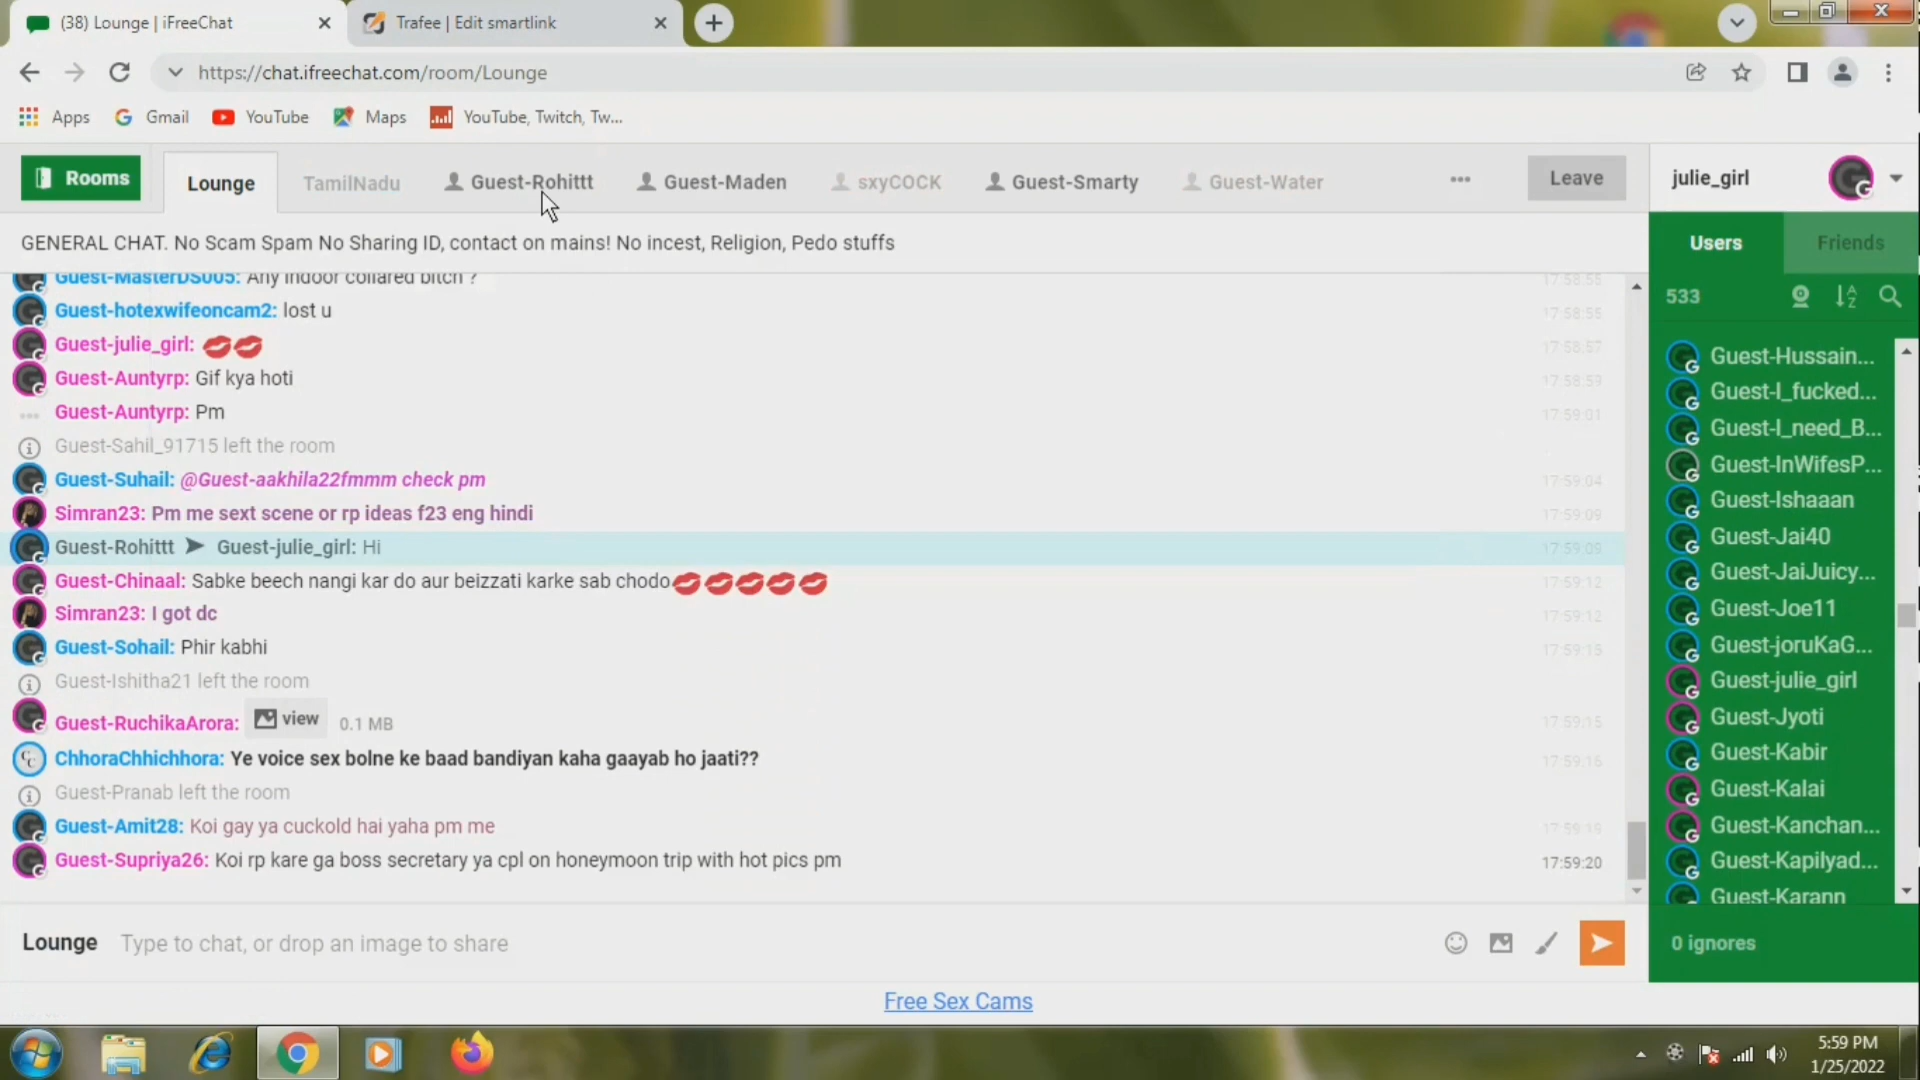 (38) Lounge | iFreeChat
Trafee | Edit smartlink
https://chat.ifreechat.com/room/Lounge
Apps
Gmail
YouTube
Maps
YouTube, Twitch, Tw...
Rooms
Lounge
TamilNadu
Guest-Rohittt
Guest-Maden
sxyCOCK
Guest-Smarty
Guest-Water
Leave
julie_girl
GENERAL CHAT. No Scam Spam No Sharing ID, contact on mains! No incest, Religion, Pedo stuffs
Users
Friends
533
Guest-MasterDS005: Any indoor collared bitch ? 17:58:55
Guest-hotexwifeoncam2: lost u 17:58:56
Guest-julie_girl: 17:58:57
Guest-Auntyrp: Gif kya hoti 17:58:59
Guest-Auntyrp: Pm 17:59:01
Guest-Sahil_91715 left the room
Guest-Suhail: @Guest-aakhila22fmmm check pm 17:59:04
Simran23: Pm me sext scene or rp ideas f23 eng hindi 17:59:09
Guest-Rohittt Guest-julie_girl: Hi 17:59:09
Guest-Chinaal: Sabke beech nangi kar do aur beizzati karke sab chodo 17:59:12
Simran23: I got dc 17:59:12
Guest-Sohail: Phir kabhi 17:59:15
Guest-Ishitha21 left the room
Guest-RuchikaArora: view 0.1 MB 17:59:15
ChhoraChhichhora: Ye voice sex bolne ke baad bandiyan kaha gaayab ho jaati?? 17:59:16
Guest-Pranab left the room
Guest-Amit28: Koi gay ya cuckold hai yaha pm me 17:59:19
Guest-Supriya26: Koi rp kare ga boss secretary ya cpl on honeymoon trip with hot pics pm 17:59:20
Guest-Hussain...
Guest-I_fucked...
Guest-I_need_B...
Guest-InWifesP...
Guest-Ishaaan
Guest-Jai40
Guest-JaiJuicy...
Guest-Joe11
Guest-joruKaG...
Guest-julie_girl
Guest-Jyoti
Guest-Kabir
Guest-Kalai
Guest-Kanchan...
Guest-Kapilyad...
Guest-Karann
Lounge Type to chat, or drop an image to share
0 ignores
Free Sex Cams
5:59 PM
1/25/2022